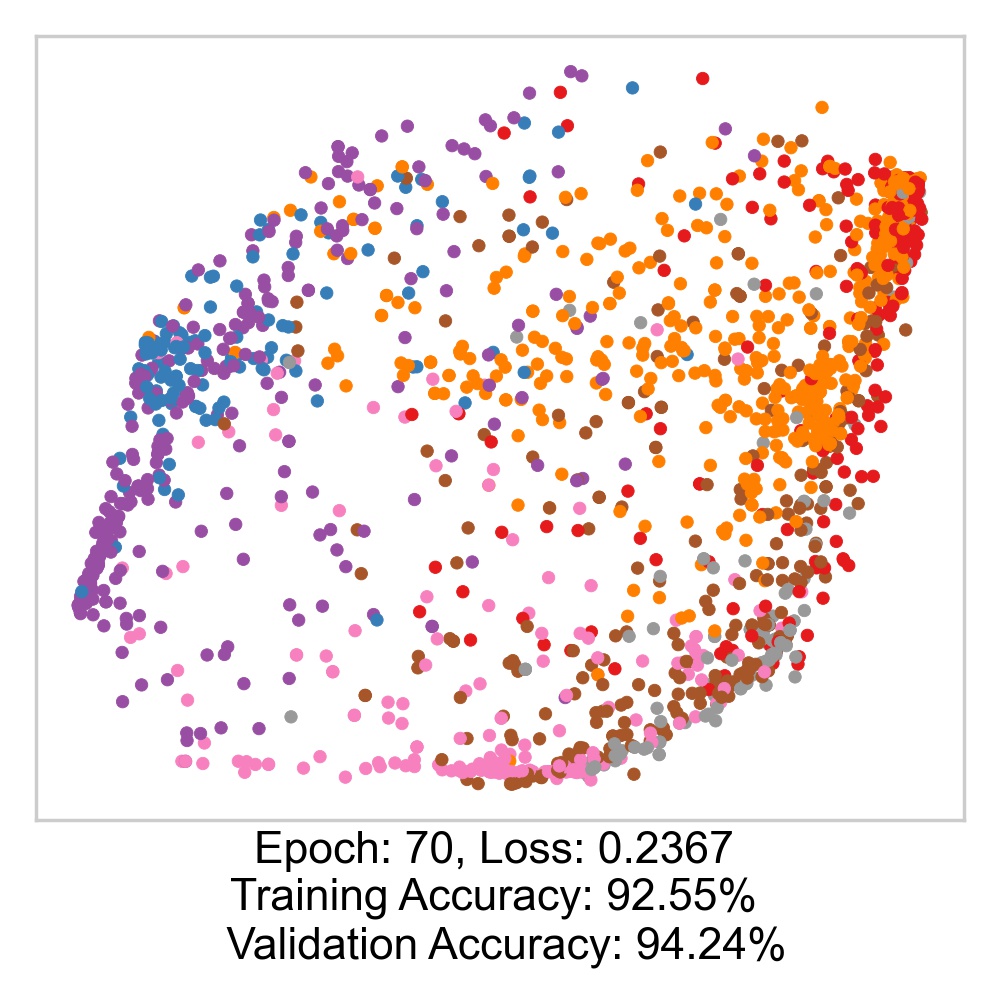 Epoch: 70, Loss: 0.2367
Training Accuracy: 92.55%
Validation Accuracy: 94.24%